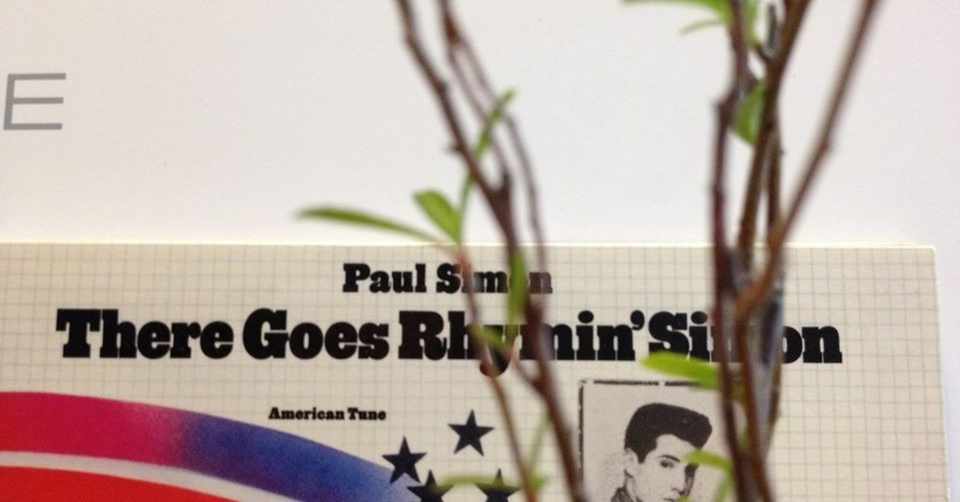 E
Paul Simon
There Goes Rhymin' Simon
American Tune